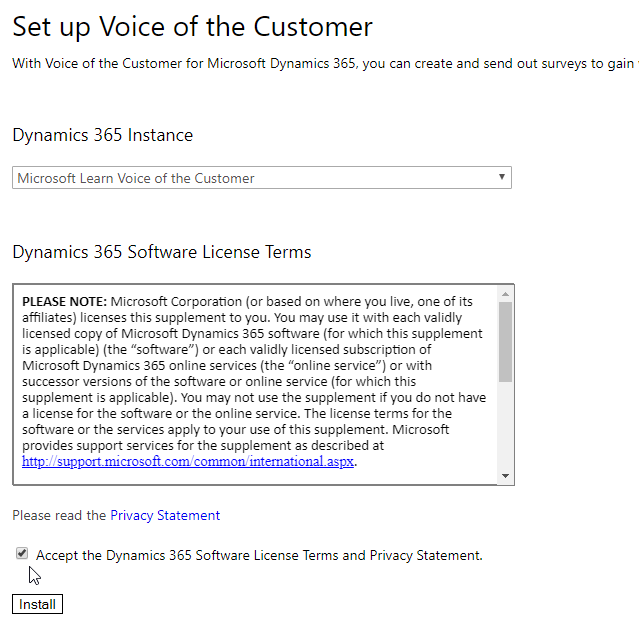 Set up Voice of the Customer
With Voice of the Customer for Microsoft Dynamics 365, you can create and send out surveys to gain
Dynamics 365 Instance
Microsoft Learn Voice of the Customer
Dynamics 365 Software License Terms
PLEASE NOTE: Microsoft Corporation (or based on where you live, one of its
affiliates) licenses this supplement to you. You may use it with each validly
licensed copy of Microsoft Dynamics 365 software (for which this supplement
is applicable) (the “software”) or each validly licensed subscription of
Microsoft Dynamics 365 online services (the “online service”) or with
successor versions of the software or online service (for which this
supplement is applicable). You may not use the supplement if you do not have
a license for the software or the online service. The license terms for the
software or the services apply to your use of this supplement. Microsoft
provides support services for the supplement as described at
http://support.microsoft.com/common/international.aspx.
Please read the Privacy Statement
Accept the Dynamics 365 Software License Terms and Privacy Statement.
Install